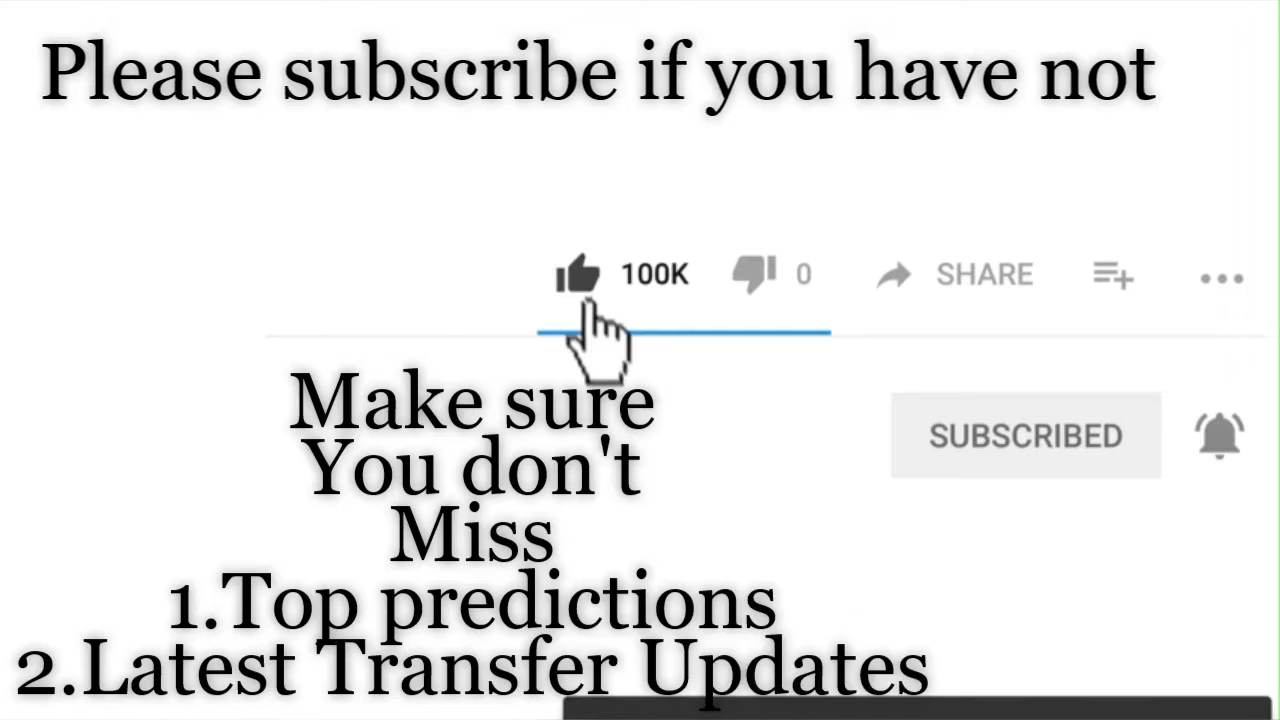 Please subscribe if you have not
100K 0 SHARE
Make sure
You don't
SUBSCRIBED
Miss
1.Top predictions
2.Latest Transfer Updates